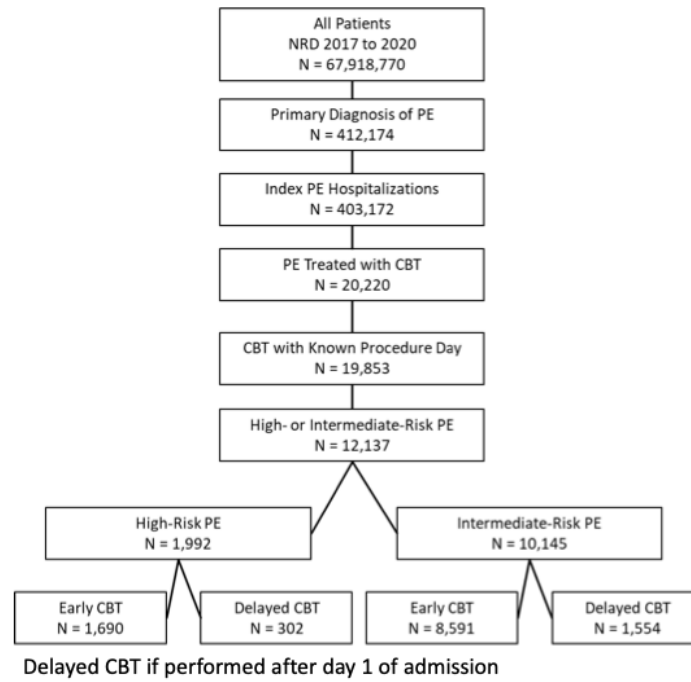 All Patients
NRD 2017 to 2020
N = 67,918,770
Primary Diagnosis of PE
N = 412,174
Index PE Hospitalizations
N = 403,172
PE Treated with CBT
N = 20,220
CBT with Known Procedure Day
N = 19,853
High- or Intermediate-Risk PE
N = 12,137
High-Risk PE
N = 1,992
Intermediate-Risk PE
N = 10,145
Early CBT
N = 1,690
Delayed CBT
N = 302
Early CBT
N = 8,591
Delayed CBT
N = 1,554
Delayed CBT if performed after day 1 of admission